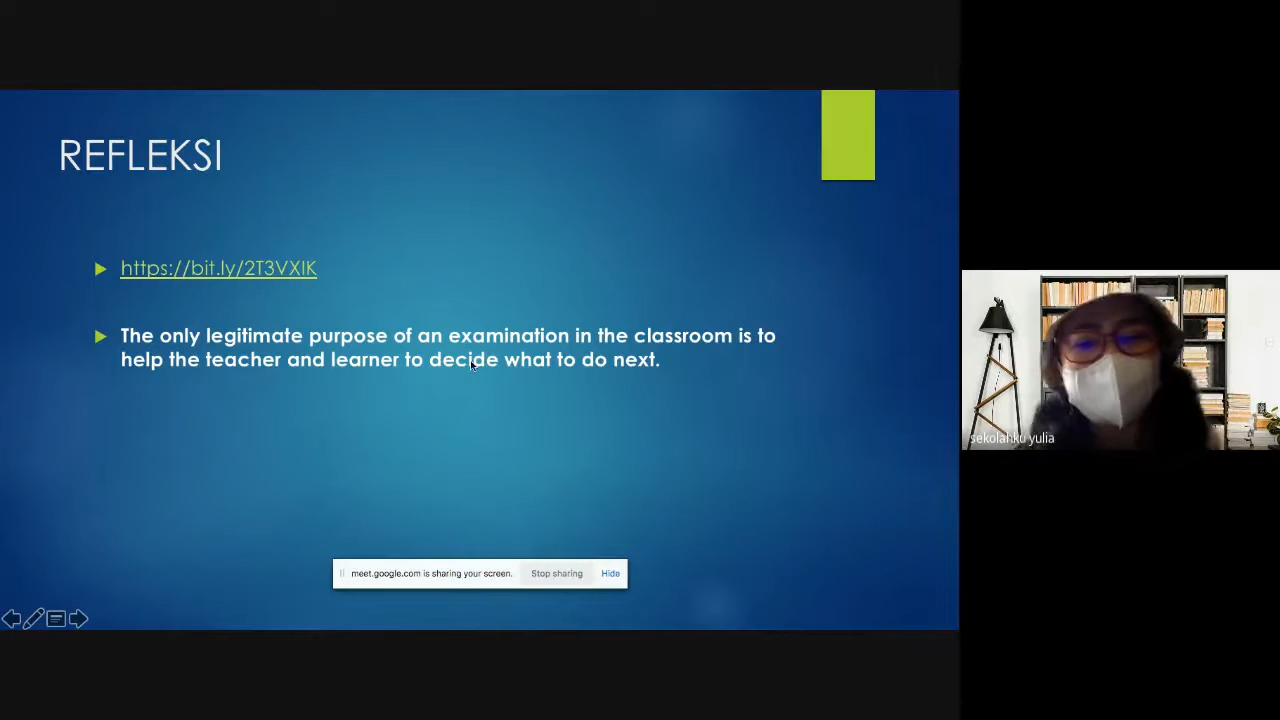 REFLEKSI
https://bit.ly/2T3VXIK
The only legitimate purpose of an examination in the classroom is to
help the teacher and learner to decide what to do next.
sekolahku yulia
meet.google.com is sharing your screen.
Stop sharing
Hide